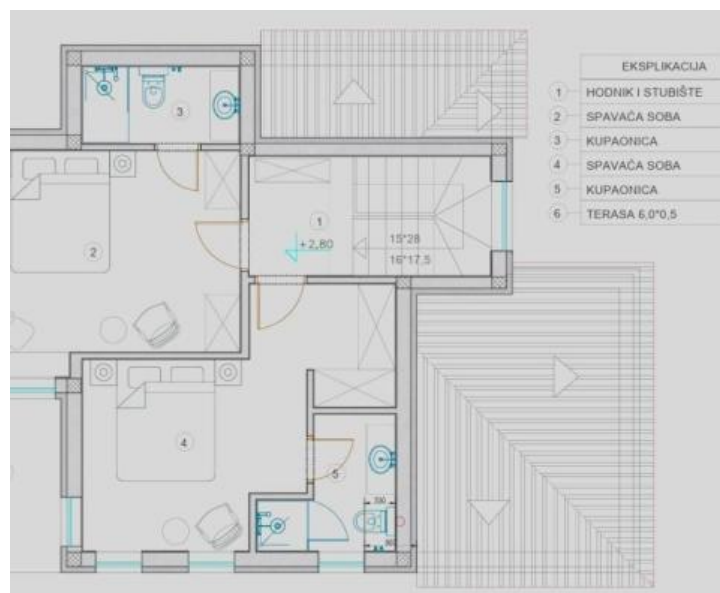 EKSPLIKACIJA
1 HODNIK I STUBIŠTE
2 SPAVAĆA SOBA
3 KUPAONICA
4 SPAVAĆA SOBA
5 KUPAONICA
6 TERASA 6,0*0,5
3
1
2
+2,80
15*28
16*17,5
4
5